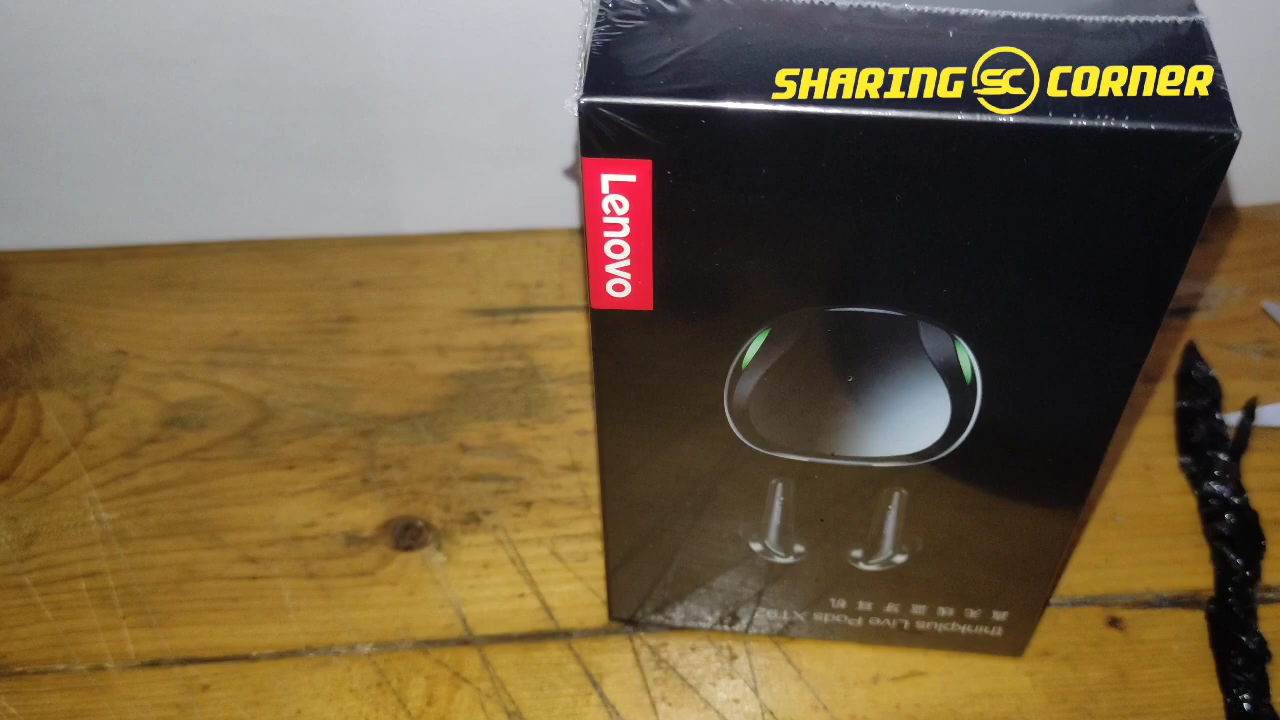 SHARING SC CORNER
Lenovo
thinkplus Live Pods XT92
真无线蓝牙耳机